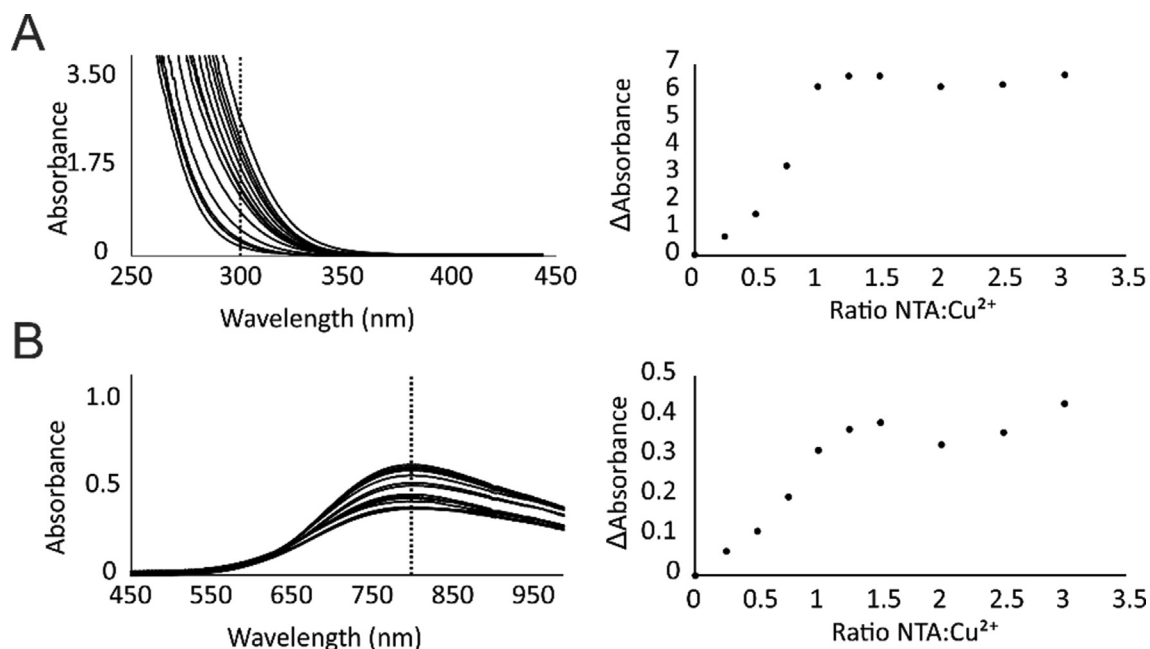 A
3.50
1.75
0
Absorbance
250 300 350 400 450
Wavelength (nm)
7
6
5
4
3
2
1
0
ΔAbsorbance
0 0.5 1 1.5 2 2.5 3 3.5
Ratio NTA:Cu²⁺
B
1.0
0.5
0
Absorbance
450 550 650 750 850 950
Wavelength (nm)
0.5
0.4
0.3
0.2
0.1
0
ΔAbsorbance
0 0.5 1 1.5 2 2.5 3 3.5
Ratio NTA:Cu²⁺